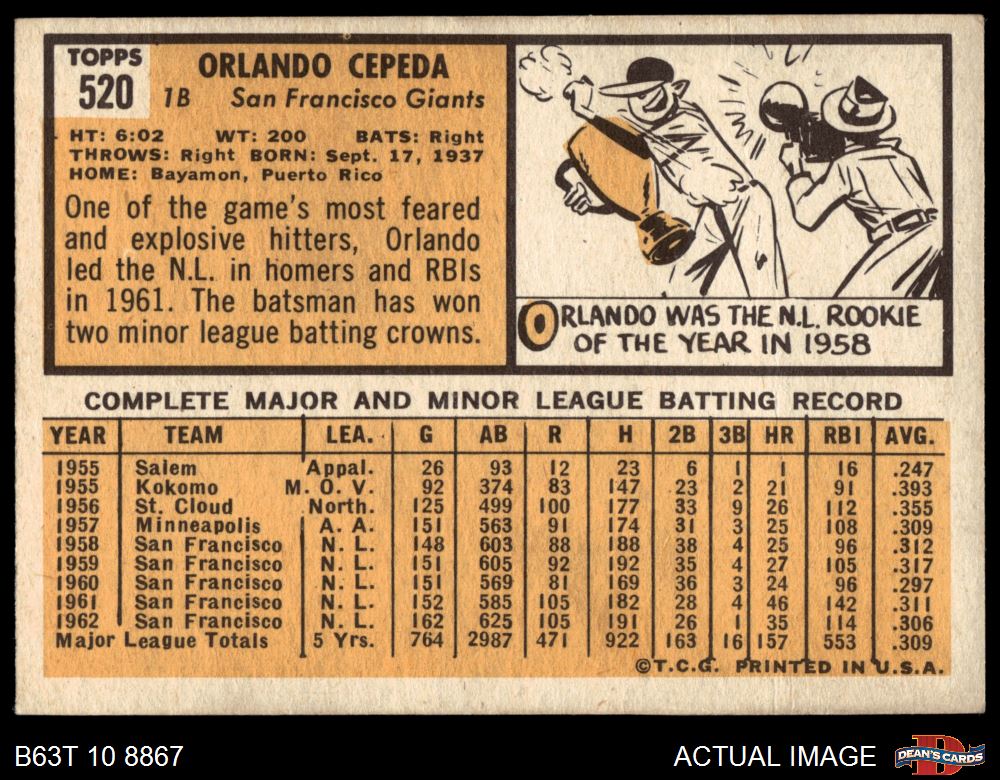 TOPPS
520
ORLANDO CEPEDA
1B San Francisco Giants
HT: 6:02 WT: 200 BATS: Right
THROWS: Right BORN: Sept. 17, 1937
HOME: Bayamon, Puerto Rico
One of the game's most feared
and explosive hitters, Orlando
led the N.L. in homers and RBIs
in 1961. The batsman has won
two minor league batting crowns.
ORLANDO WAS THE N.L. ROOKIE
OF THE YEAR IN 1958
COMPLETE MAJOR AND MINOR LEAGUE BATTING RECORD
YEAR TEAM LEA. G AB R H 2B 3B HR RBI AVG.
1955 Salem Appal. 26 93 12 23 6 1 1 16 .247
1955 Kokomo M. O. V. 92 374 83 147 23 2 21 91 .393
1956 St. Cloud North. 125 499 100 177 33 9 26 112 .355
1957 Minneapolis A. A. 151 563 91 174 31 3 25 108 .309
1958 San Francisco N. L. 148 603 88 188 38 4 25 96 .312
1959 San Francisco N. L. 151 605 92 192 35 4 27 105 .317
1960 San Francisco N. L. 151 569 81 169 36 3 24 96 .297
1961 San Francisco N. L. 152 585 105 182 28 4 46 142 .311
1962 San Francisco N. L. 162 625 105 191 26 1 35 114 .306
Major League Totals 5 Yrs. 764 2987 471 922 163 16 157 553 .309
©T.C.G. PRINTED IN U.S.A.
B63T 10 8867
ACTUAL IMAGE
DEAN'S CARDS